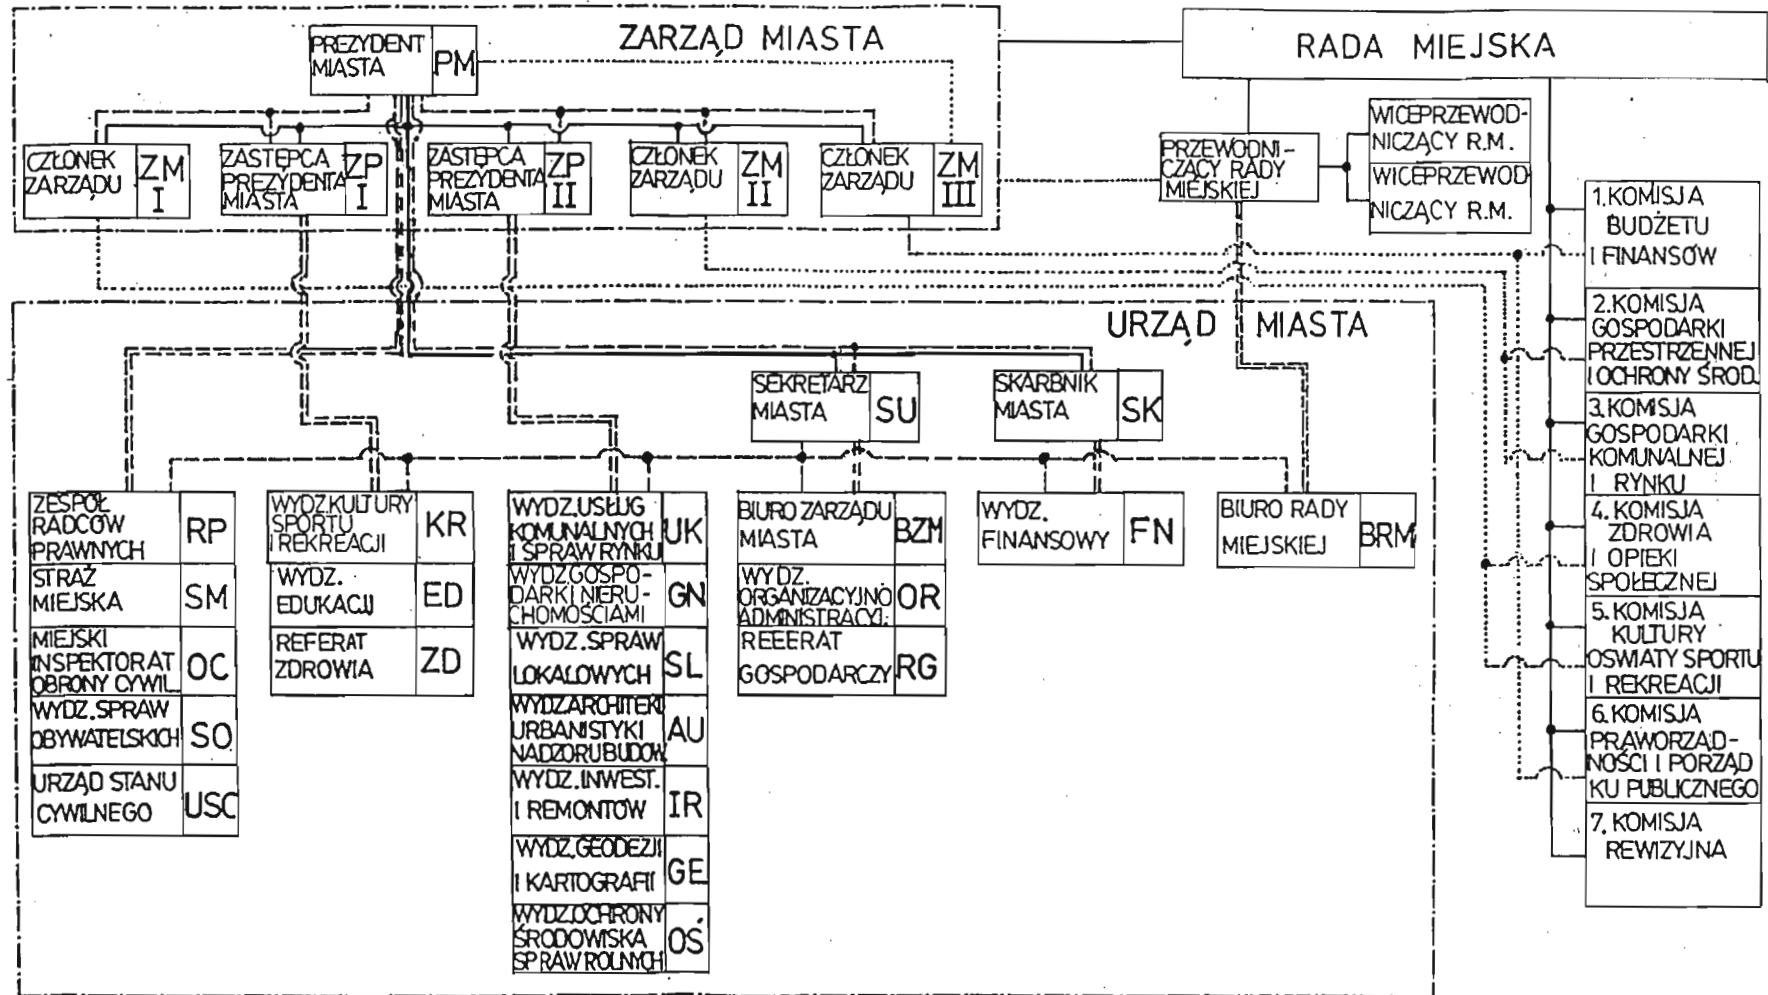 ZARZĄD MIASTA
RADA MIEJSKA
PREZYDENT
MIASTA
PM
CZŁONEK
ZARZĄDU
ZM
I
ZASTĘPCA
PREZYDENTA
MIASTA
ZP
I
ZASTĘPCA
PREZYDENTA
MIASTA
ZP
II
CZŁONEK
ZARZĄDU
ZM
II
CZŁONEK
ZARZĄDU
ZM
III
PRZEWODNI-
CZĄCY RADY
MIEJSKIEJ
WICEPRZEWOD-
NICZĄCY R.M.
WICEPRZEWOD
NICZĄCY R.M.
1.KOMISJA
BUDŻETU
I FINANSÓW
2.KOMISJA
GOSPODARKI
PRZESTRZENNEJ
I OCHRONY ŚROD.
3.KOMISJA
GOSPODARKI
KOMUNALNEJ
I RYNKU
4.KOMISJA
ZDROWIA
I OPIEKI
SPOŁECZNEJ
5.KOMISJA
KULTURY
OŚWIATY SPORTU
I REKREACJI
6.KOMISJA
PRAWORZĄD-
NOŚCI I PORZĄD
KU PUBLICZNEGO
7.KOMISJA
REWIZYJNA
URZĄD MIASTA
SEKRETARZ
MIASTA
SU
SKARBNIK
MIASTA
SK
ZESPÓŁ
RADCÓW
PRAWNYCH
RP
STRAŻ
MIEJSKA
SM
MIEJSKI
INSPEKTORAT
OBRONY CYWIL.
OC
WYDZ.SPRAW
OBYWATELSKICH
SO
URZĄD STANU
CYWILNEGO
USC
WYDZ.KULTURY
SPORTU
I REKREACJI
KR
WYDZ.
EDUKACJI
ED
REFERAT
ZDROWIA
ZD
WYDZ.USŁUG
KOMUNALNYCH
I SPRAW RYNKU
UK
WYDZ.GOSPO-
DARKI NIERU-
CHOMOŚCIAMI
GN
WYDZ.SPRAW
LOKALOWYCH
SL
WYDZ.ARCHITEKT.
URBANISTYKI
NADZORU BUDOW.
AU
WYDZ.INWEST.
I REMONTÓW
IR
WYDZ.GEODEZJI
I KARTOGRAFII
GE
WYDZ.OCHRONY
ŚRODOWISKA
SPRAW ROLNYCH
OŚ
BIURO ZARZĄDU
MIASTA
BZM
WYDZ.
ORGANIZACYJNO
ADMINISTRACYJ.
OR
REEERAT
GOSPODARCZY
RG
WYDZ.
FINANSOWY
FN
BIURO RADY
MIEJSKIEJ
BRM